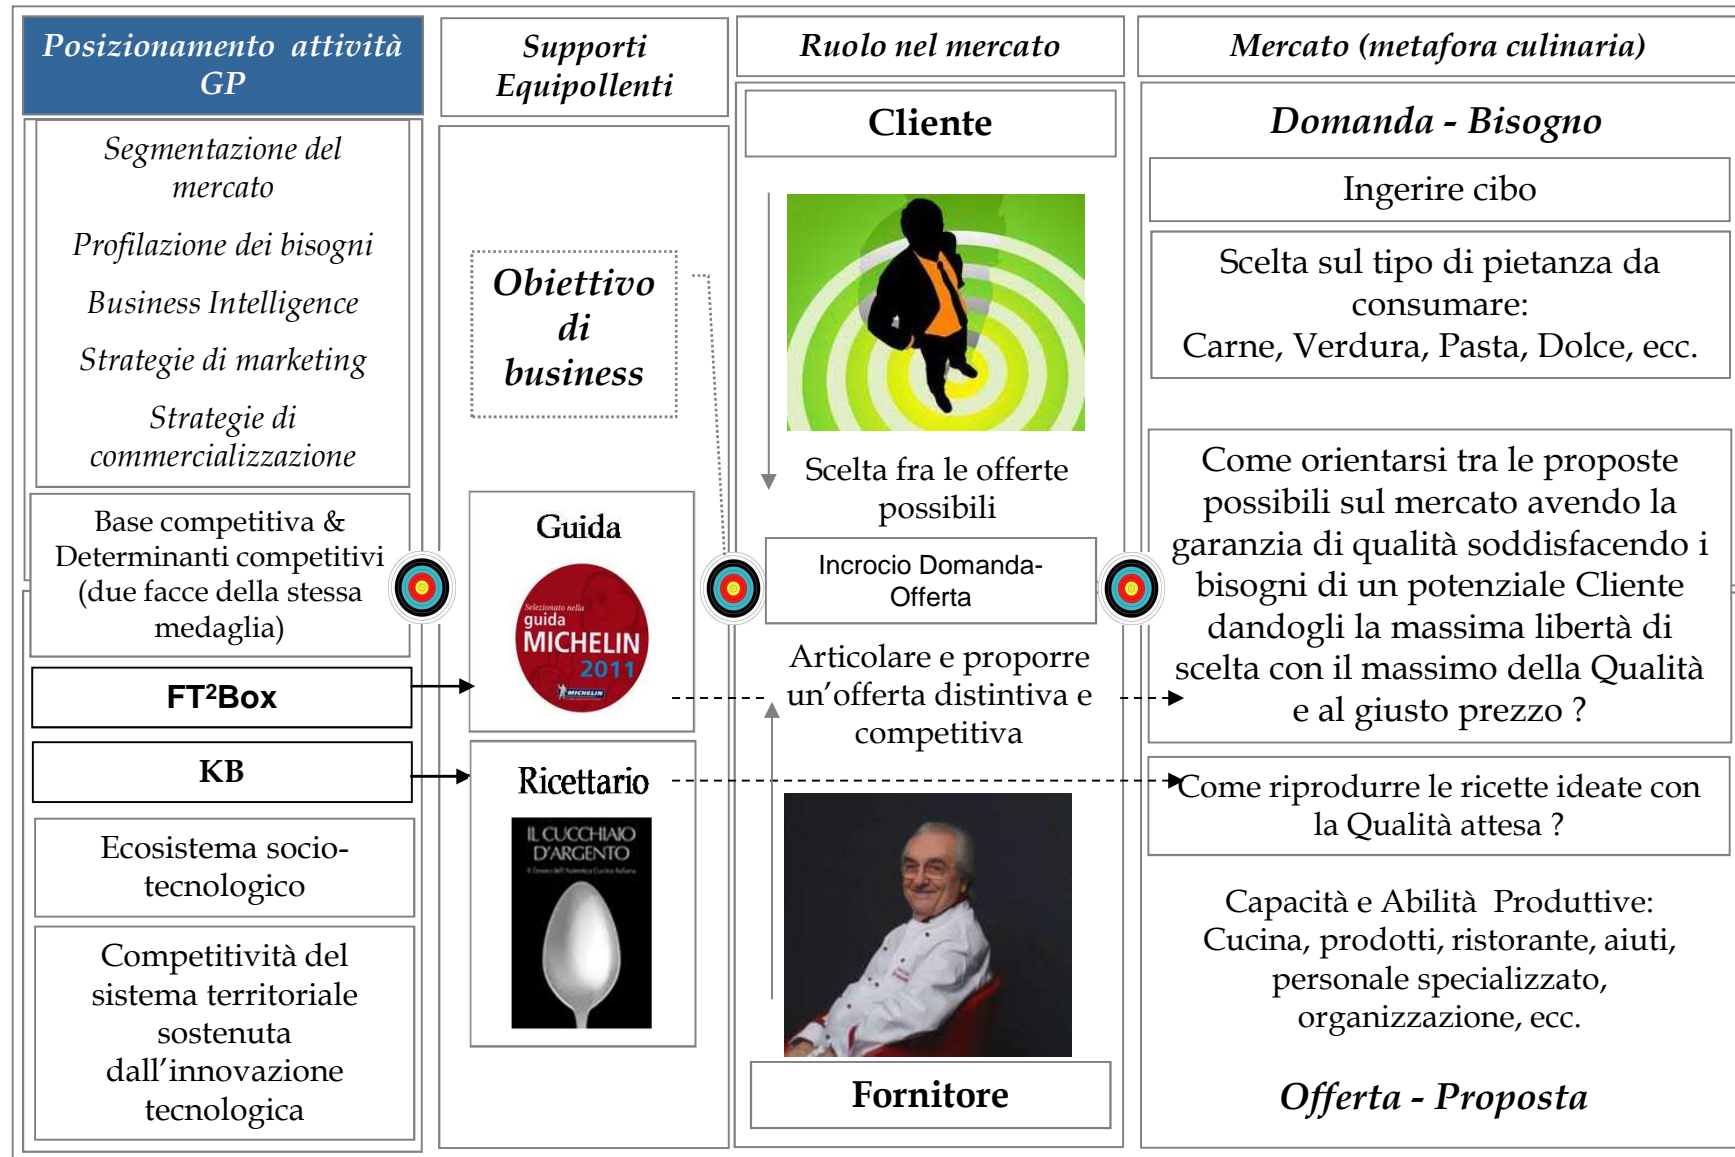 Posizionamento attività
GP
Segmentazione del
mercato
Profilazione dei bisogni
Business Intelligence
Strategie di marketing
Strategie di
commercializzazione
Base competitiva &
Determinanti competitivi
(due facce della stessa
medaglia)
FT²Box
KB
Ecosistema socio-
tecnologico
Competitività del
sistema territoriale
sostenuta
dall'innovazione
tecnologica
Supporti
Equipollenti
Obiettivo
di
business
Guida
Selezionato nella
guida
MICHELIN
2011
MICHELIN
Ricettario
IL CUCCHIAIO
D'ARGENTO
Ruolo nel mercato
Cliente
Scelta fra le offerte
possibili
Incrocio Domanda-
Offerta
Articolare e proporre
un'offerta distintiva e
competitiva
Fornitore
Mercato (metafora culinaria)
Domanda - Bisogno
Ingerire cibo
Scelta sul tipo di pietanza da
consumare:
Carne, Verdura, Pasta, Dolce, ecc.
Come orientarsi tra le proposte
possibili sul mercato avendo la
garanzia di qualità soddisfacendo i
bisogni di un potenziale Cliente
dandogli la massima libertà di
scelta con il massimo della Qualità
e al giusto prezzo ?
Come riprodurre le ricette ideate con
la Qualità attesa ?
Capacità e Abilità Produttive:
Cucina, prodotti, ristorante, aiuti,
personale specializzato,
organizzazione, ecc.
Offerta - Proposta